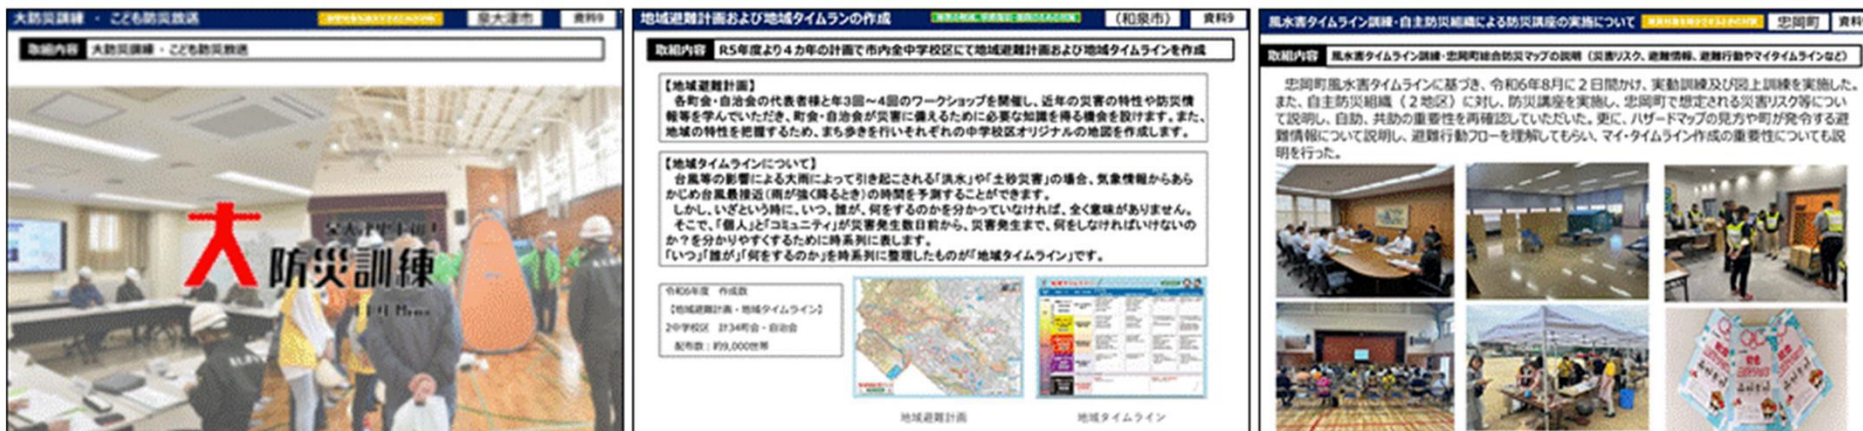 大防災訓練 ・ こども防災放送
泉大津市
資料9
取組内容 大防災訓練・こども防災放送
大
防災訓練
地域避難計画および地域タイムランの作成
(和泉市)
資料9
取組内容 R5年度より4カ年の計画で市内全中学校区にて地域避難計画および地域タイムラインを作成
【地域避難計画】
各町会・自治会の代表者様と年3回～4回のワークショップを開催し、近年の災害の特性や防災情
報等を学んでいただき、町会・自治会が災害に備えるために必要な知識を得る機会を設けます。また、
地域の特性を把握するため、まち歩きを行いそれぞれの中学校区オリジナルの地図を作成します。
【地域タイムラインについて】
台風等の影響による大雨によって引き起こされる「洪水」や「土砂災害」の場合、気象情報からあら
かじめ台風最接近(雨が強く降るとき)の時間を予測することができます。
しかし、いざという時に、いつ、誰が、何をするのかを分かっていなければ、全く意味がありません。
そこで、「個人」と「コミュニティ」が災害発生数日前から、災害発生まで、何をしなければいけないの
か？を分かりやすくするために時系列に表します。
「いつ」「誰が」「何をするのか」を時系列に整理したものが「地域タイムライン」です。
令和6年度 作成数
【地域避難計画・地域タイムライン】
2中学校区 計34町会・自治会
配布数：約9,000世帯
地域避難計画
地域タイムライン
風水害タイムライン訓練・自主防災組織による防災講座の実施について
忠岡町
資料
取組内容 風水害タイムライン訓練・忠岡町総合防災マップの説明（災害リスク、避難情報、避難行動やマイタイムラインなど）
忠岡町風水害タイムラインに基づき、令和6年8月に2日間かけ、実動訓練及び図上訓練を実施した。
また、自主防災組織（2地区）に対し、防災講座を実施し、忠岡町で想定される災害リスク等につい
て説明し、自助、共助の重要性を再確認していただいた。更に、ハザードマップの見方や町が発令する避
難情報について説明し、避難行動フローを理解してもらい、マイ・タイムライン作成の重要性についても説
明を行った。